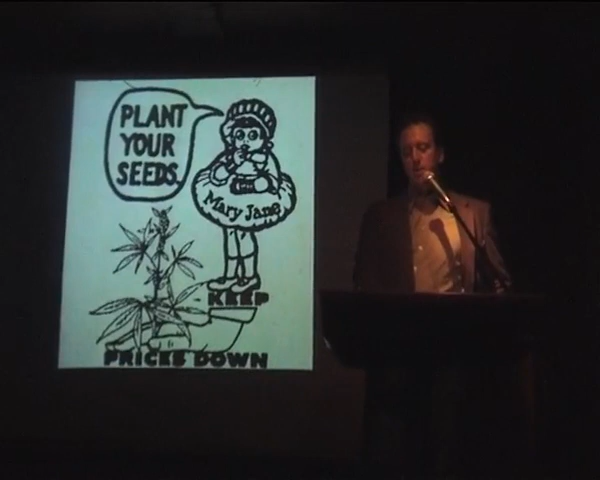 PLANT
YOUR
SEEDS.
Mary Jane
KEEP
PRICES DOWN